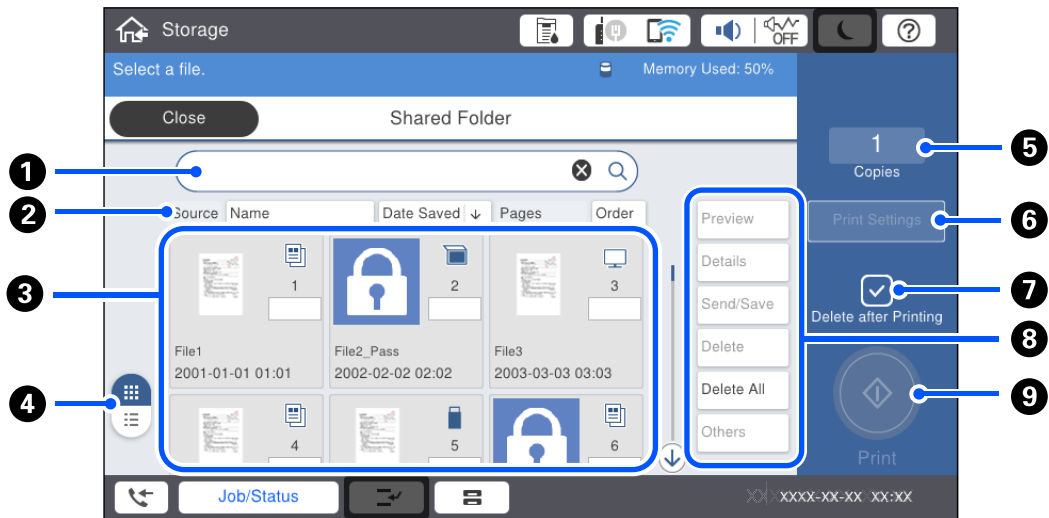 Storage
OFF
Select a file.
Memory Used: 50%
Close
Shared Folder
1
Copies
1
5
2
Source Name Date Saved Pages Order
Preview
Print Settings
6
Details
1
2
3
Send/Save
7
Delete after Printing
3
Delete
8
File1
File2_Pass
File3
2001-01-01 01:01
2002-02-02 02:02
2003-03-03 03:03
Delete All
4
9
Others
4
5
6
Print
Job/Status
XX XXXX-XX-XX XX:XX